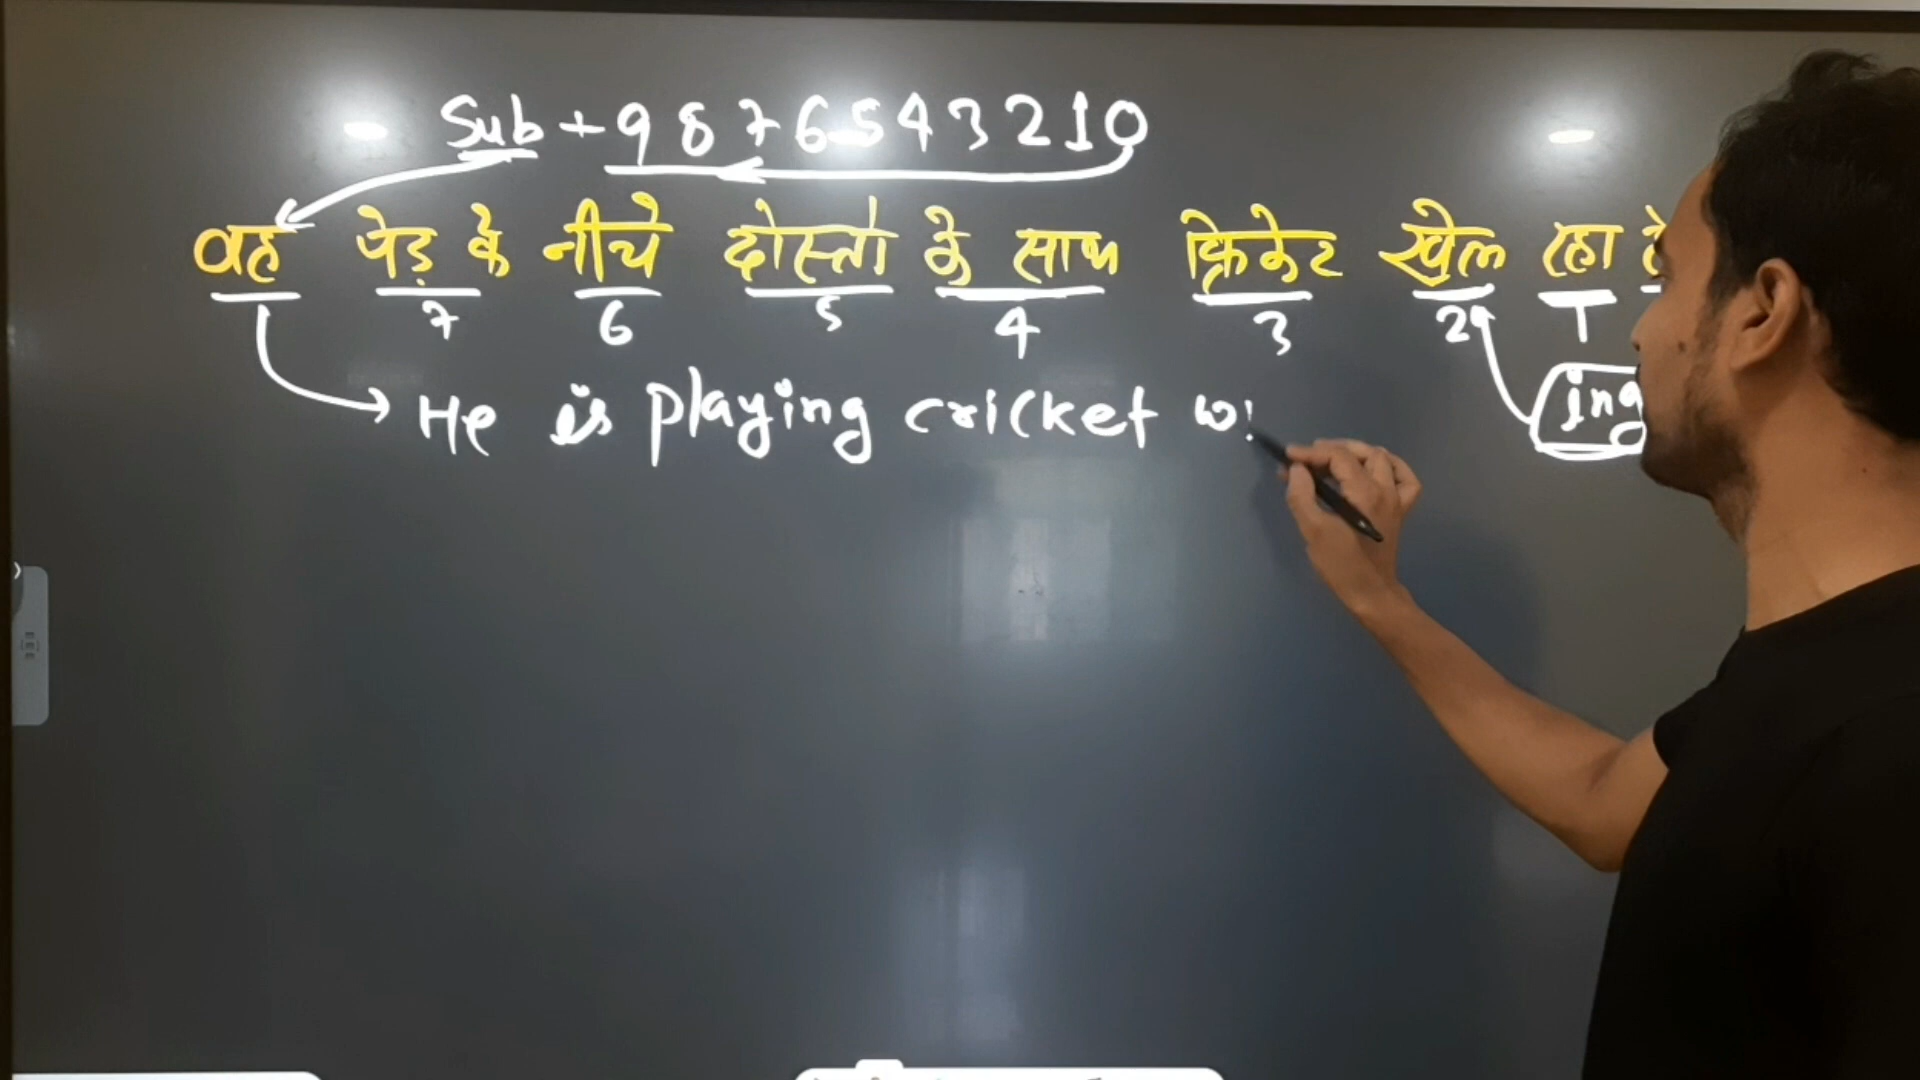 Sub + 9 8 7 6 5 4 3 2 1 0
वह पेड़ के नीचे दोस्तों के साथ क्रिकेट खेल रहा
7 6 5 4 3 2 1
He is playing cricket wi
ing